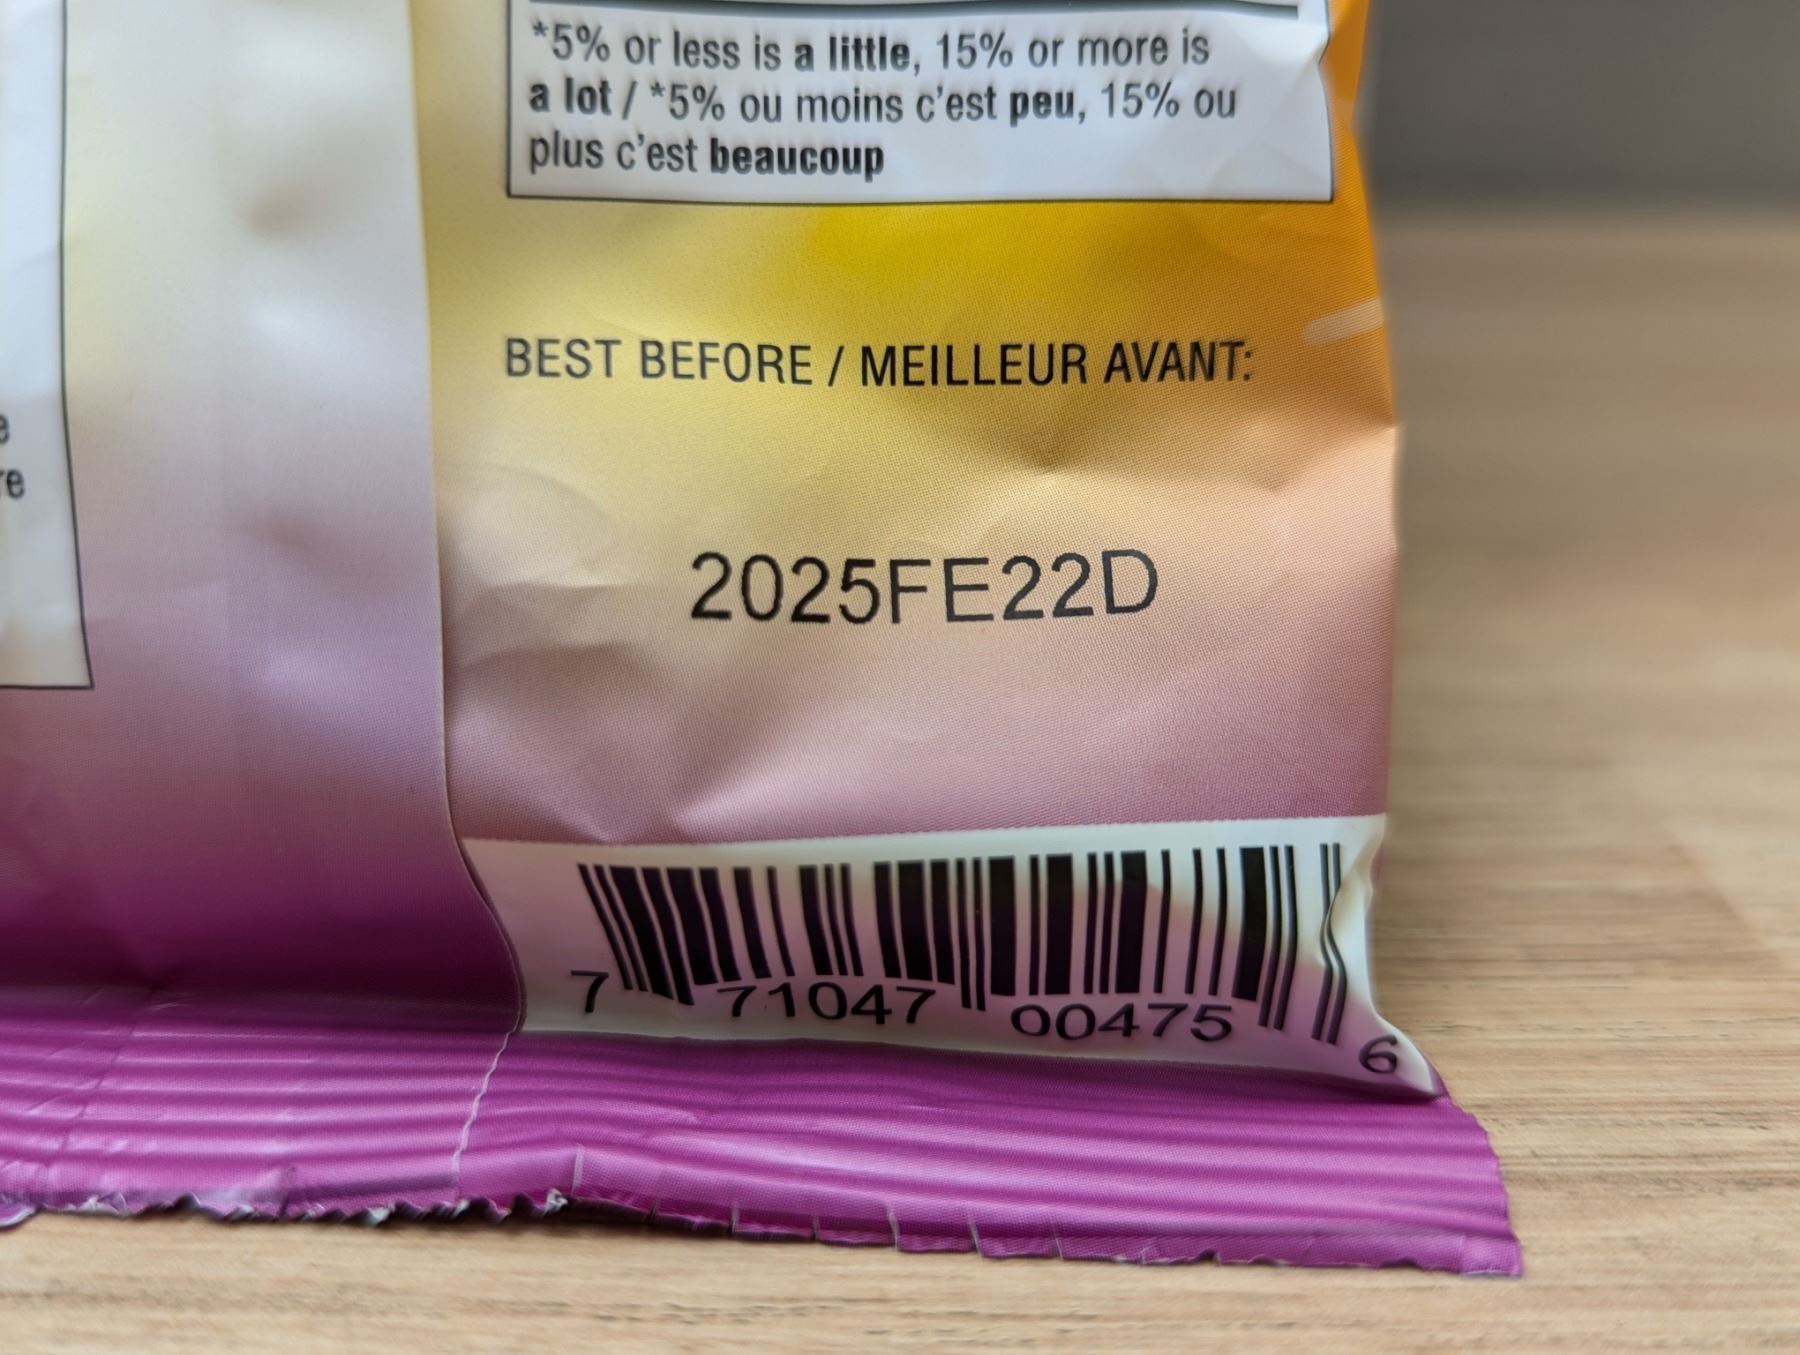 *5% or less is a little, 15% or more is
a lot / *5% ou moins c'est peu, 15% ou
plus c'est beaucoup
BEST BEFORE / MEILLEUR AVANT:
2025FE22D
7 71047 00475 6